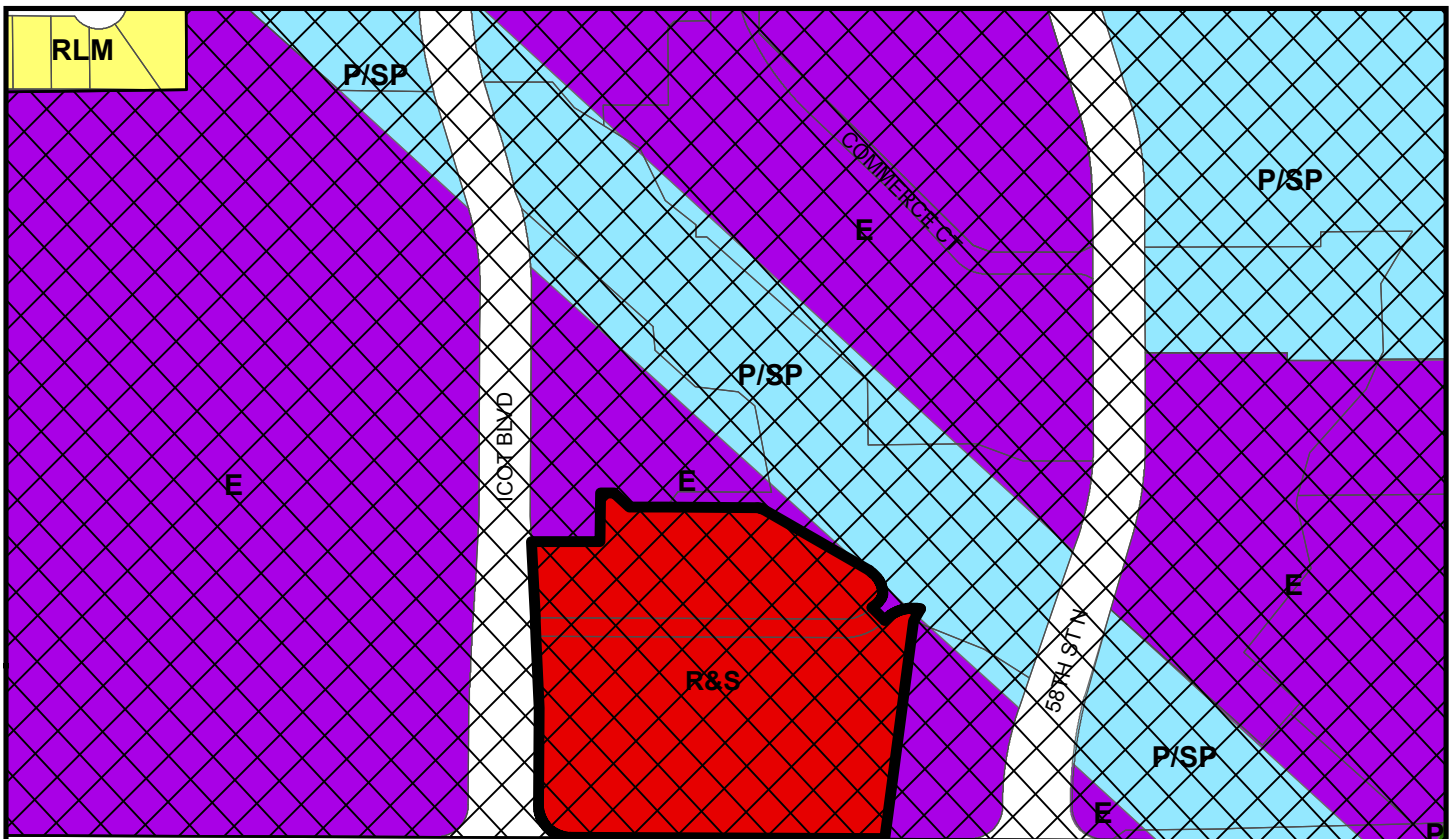 RLM
P/SP
COMMERCE CT
P/SP
E
P/SP
ICOT BLVD
E
E
E
R&S
58TH ST N
P/SP
E